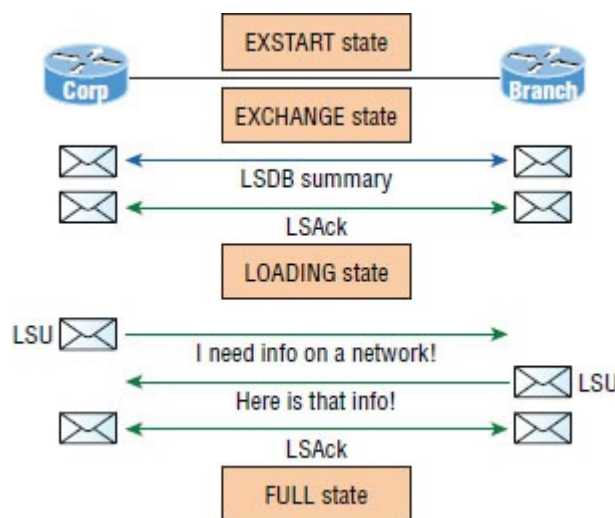 EXSTART state
Corp
Branch
EXCHANGE state
LSDB summary
LSAck
LOADING state
LSU
I need info on a network!
LSU
Here is that info!
LSAck
FULL state